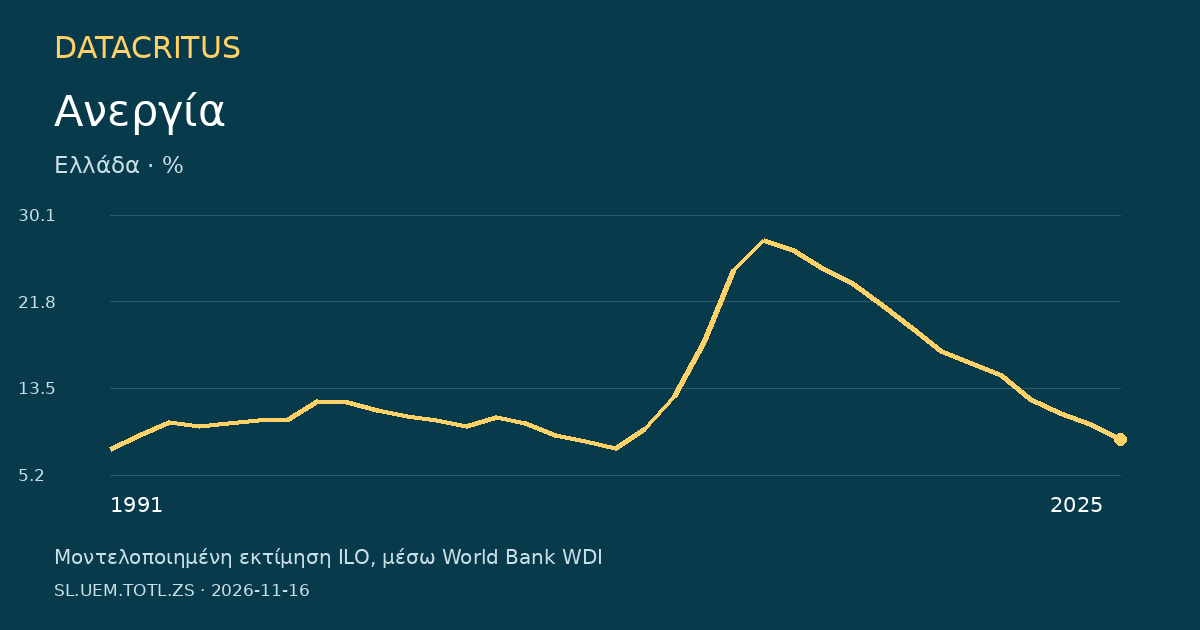 DATACRITUS
Ανεργία
Ελλάδα · %
30.1
21.8
13.5
5.2
1991
2025
Μοντελοποιημένη εκτίμηση ILO, μέσω World Bank WDI
SL.UEM.TOTL.ZS · 2026-11-16